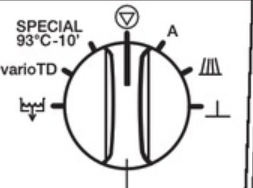 SPECIAL
93°C-10'
A
varioTD